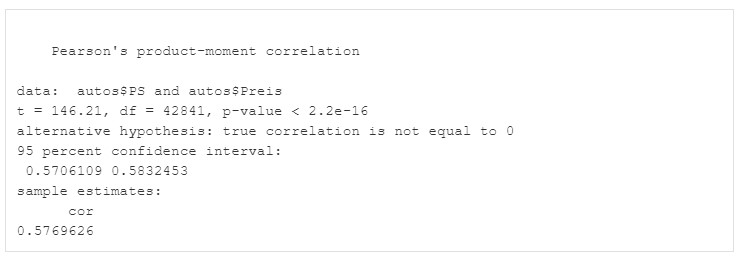 Pearson's product-moment correlation
data:  autos$PS and autos$Preis
t = 146.21, df = 42841, p-value < 2.2e-16
alternative hypothesis: true correlation is not equal to 0
95 percent confidence interval:
0.5706109 0.5832453
sample estimates:
cor
0.5769626